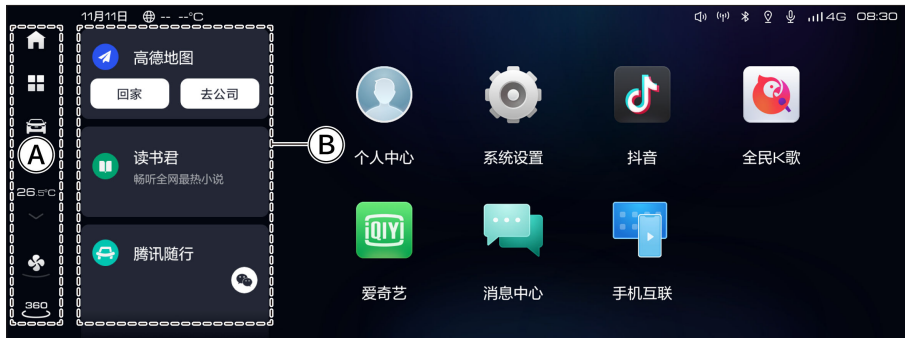 11月11日 -- --°C
4G 08:30
高德地图
回家 去公司
A
B
读书君
畅听全网最热小说
26.5°C
腾讯随行
360
个人中心 系统设置 抖音 全民K歌
iQIYI
爱奇艺 消息中心 手机互联